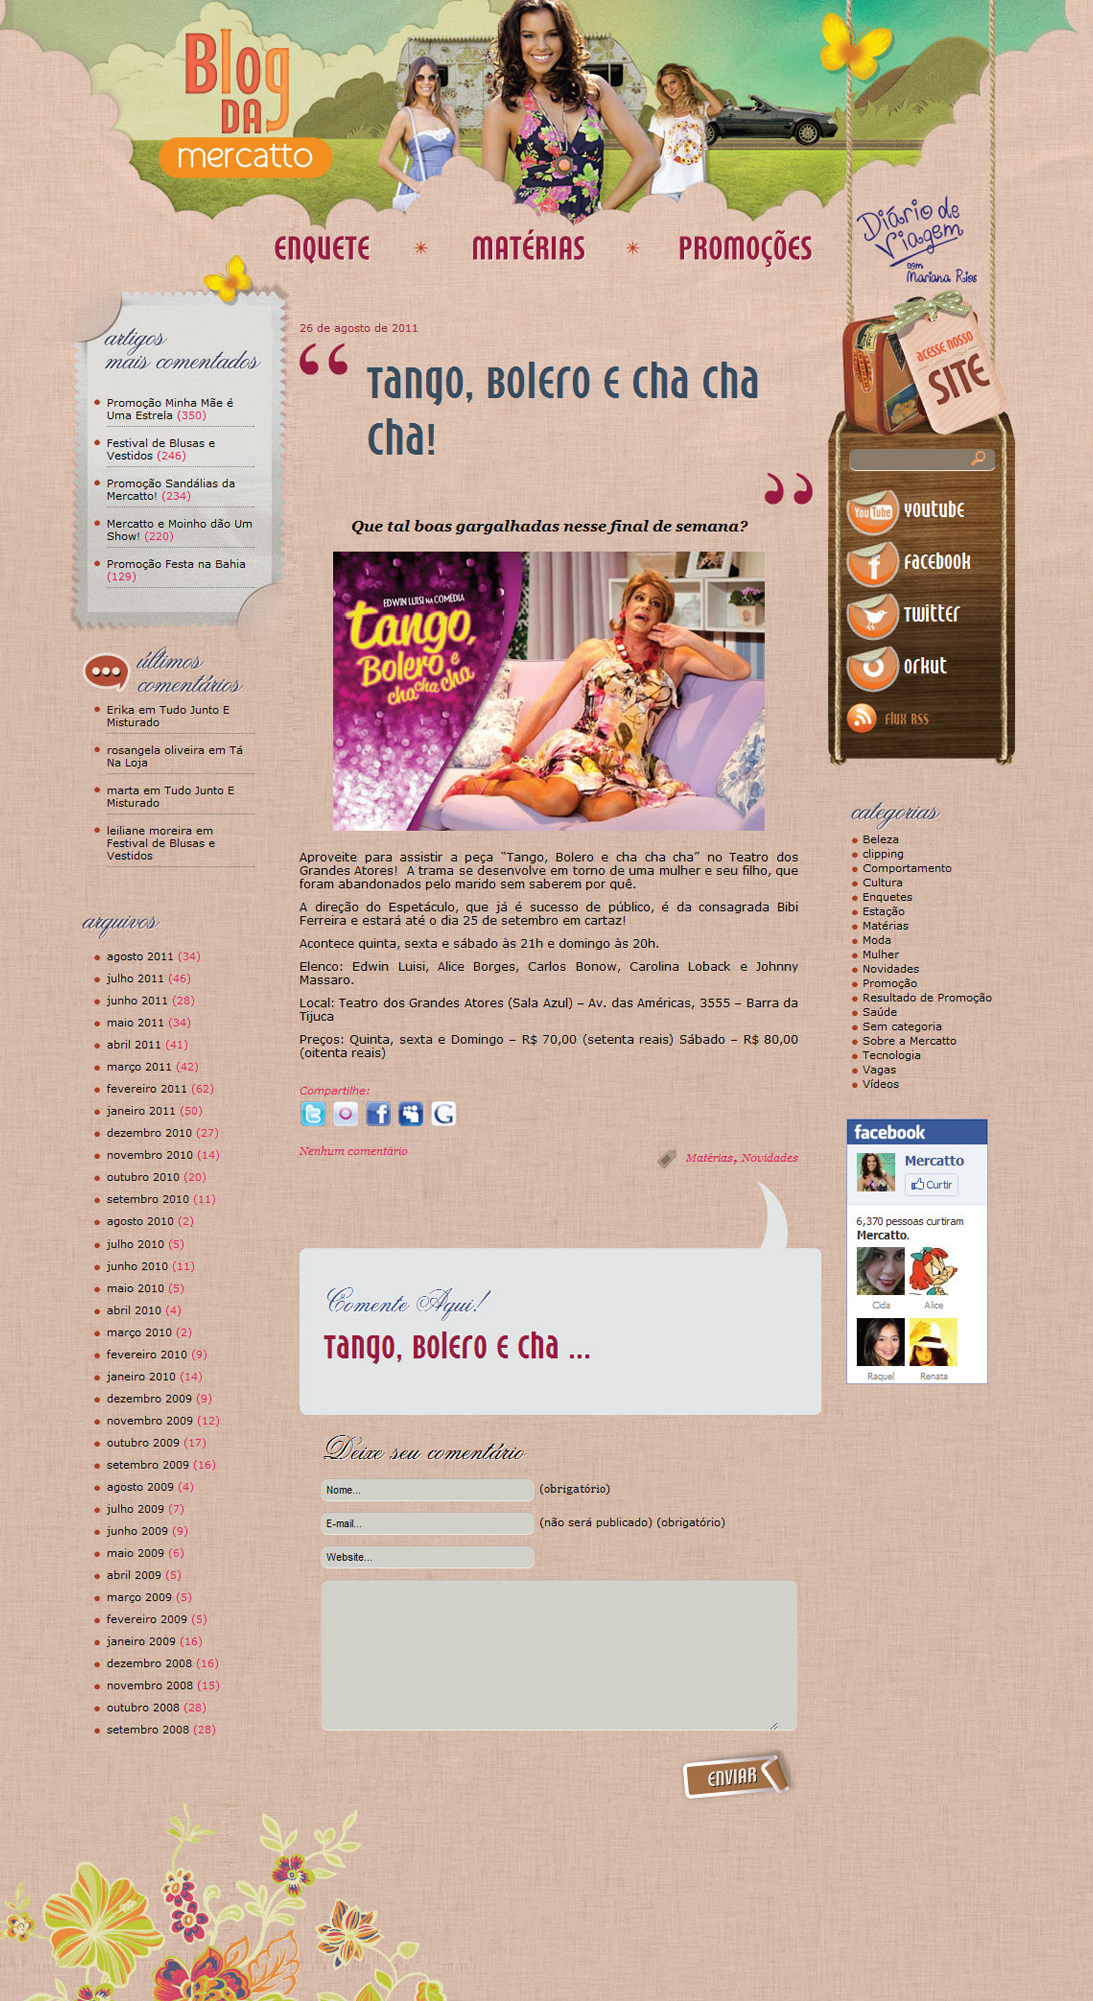 Blog
DA
mercatto
Diário de
Viagem
com
Mariana Rios
ENQUETE
MATÉRIAS
PROMOÇÕES
artigos
mais comentados
Promoção Minha Mãe é
Uma Estrela (350)
Festival de Blusas e
Vestidos (246)
Promoção Sandálias da
Mercatto! (234)
Mercatto e Moinho dão Um
Show! (220)
Promoção Festa na Bahia
(129)
últimos
comentários
Erika em Tudo Junto E
Misturado
rosangela oliveira em Tá
Na Loja
marta em Tudo Junto E
Misturado
leiliane moreira em
Festival de Blusas e
Vestidos
arquivos
agosto 2011 (34)
julho 2011 (46)
junho 2011 (28)
maio 2011 (34)
abril 2011 (41)
março 2011 (42)
fevereiro 2011 (62)
janeiro 2011 (50)
dezembro 2010 (27)
novembro 2010 (14)
outubro 2010 (20)
setembro 2010 (11)
agosto 2010 (2)
julho 2010 (5)
junho 2010 (11)
maio 2010 (5)
abril 2010 (4)
março 2010 (2)
fevereiro 2010 (9)
janeiro 2010 (14)
dezembro 2009 (9)
novembro 2009 (12)
outubro 2009 (17)
setembro 2009 (16)
agosto 2009 (4)
julho 2009 (7)
junho 2009 (9)
maio 2009 (6)
abril 2009 (5)
março 2009 (5)
fevereiro 2009 (5)
janeiro 2009 (16)
dezembro 2008 (16)
novembro 2008 (15)
outubro 2008 (28)
setembro 2008 (28)
26 de agosto de 2011
“ Tango, Bolero e cha cha
cha! ”
Que tal boas gargalhadas nesse final de semana?
EDWIN LUISI NA COMÉDIA
tango,
Bolero e
cha cha cha
Aproveite para assistir a peça “Tango, Bolero e cha cha cha” no Teatro dos
Grandes Atores! A trama se desenvolve em torno de uma mulher e seu filho, que
foram abandonados pelo marido sem saberem por quê.
A direção do Espetáculo, que já é sucesso de público, é da consagrada Bibi
Ferreira e estará até o dia 25 de setembro em cartaz!
Acontece quinta, sexta e sábado às 21h e domingo às 20h.
Elenco: Edwin Luisi, Alice Borges, Carlos Bonow, Carolina Loback e Johnny
Massaro.
Local: Teatro dos Grandes Atores (Sala Azul) – Av. das Américas, 3555 – Barra da
Tijuca
Preços: Quinta, sexta e Domingo – R$ 70,00 (setenta reais) Sábado – R$ 80,00
(oitenta reais)
Compartilhe:
Nenhum comentário
Matérias, Novidades
Comente Aqui!
Tango, Bolero e cha ...
Deixe seu comentário
Nome... (obrigatório)
E-mail... (não será publicado) (obrigatório)
Website...
ENVIAR
acesse nosso
SITE
YouTube
youtube
facebook
twitter
orkut
flux RSS
categorias
Beleza
clipping
Comportamento
Cultura
Enquetes
Estação
Matérias
Moda
Mulher
Novidades
Promoção
Resultado de Promoção
Saúde
Sem categoria
Sobre a Mercatto
Tecnologia
Vagas
Vídeos
facebook
Mercatto
Curtir
6,370 pessoas curtiram
Mercatto.
Cida
Alice
Raquel
Renata